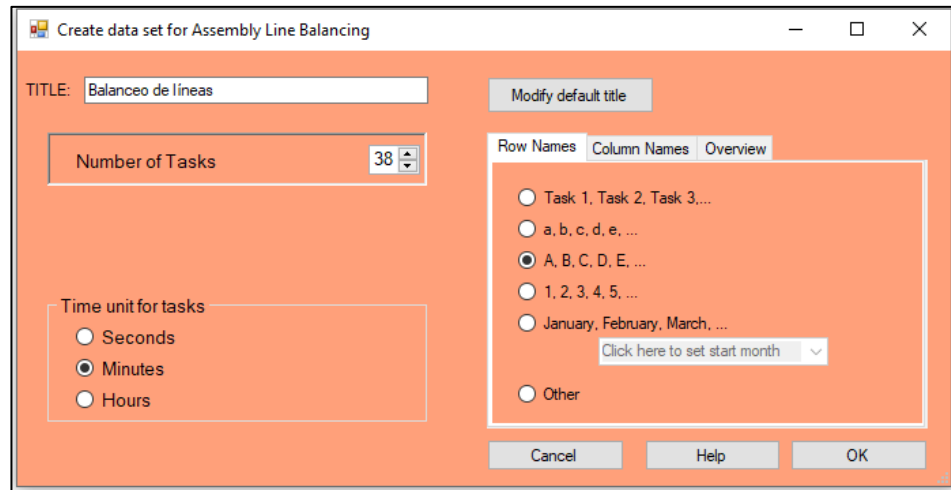 Create data set for Assembly Line Balancing
TITLE: Balanceo de líneas
Modify default title
Number of Tasks 38
Row Names Column Names Overview
Task 1, Task 2, Task 3,...
a, b, c, d, e, ...
A, B, C, D, E, ...
1, 2, 3, 4, 5, ...
January, February, March, ...
Click here to set start month
Other
Time unit for tasks
Seconds
Minutes
Hours
Cancel Help OK